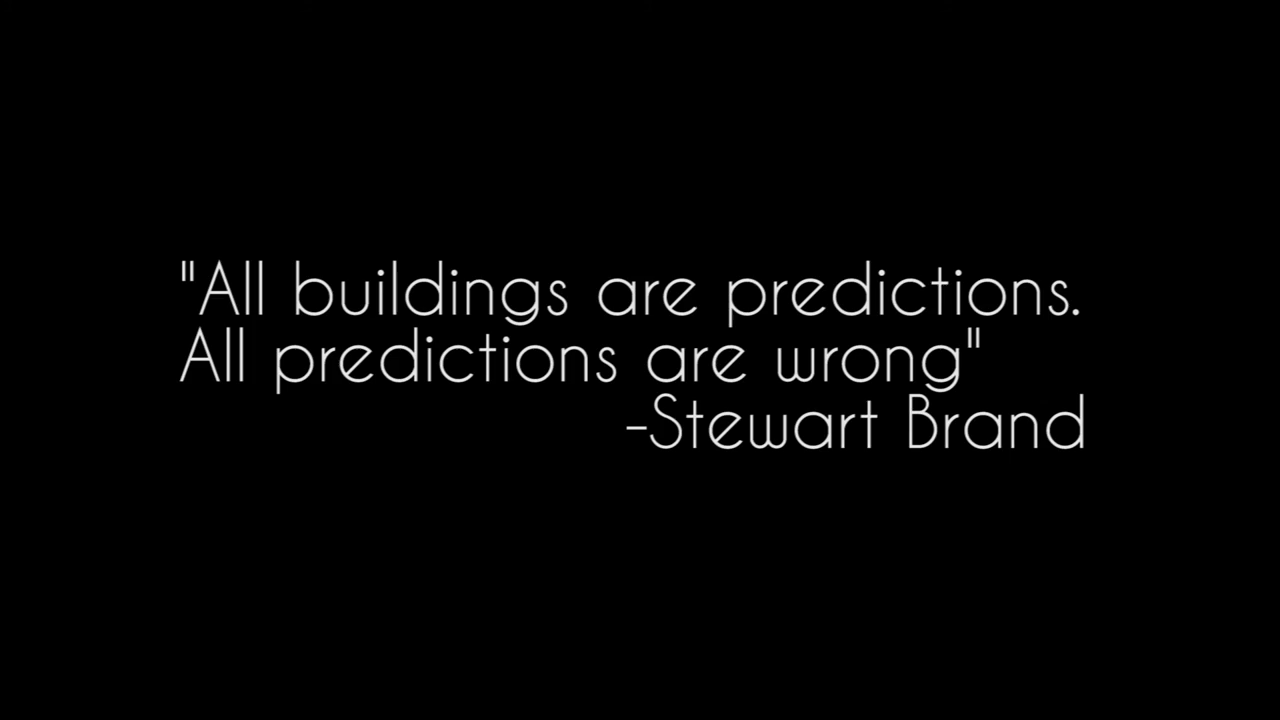 "All buildings are predictions.
All predictions are wrong"
-Stewart Brand